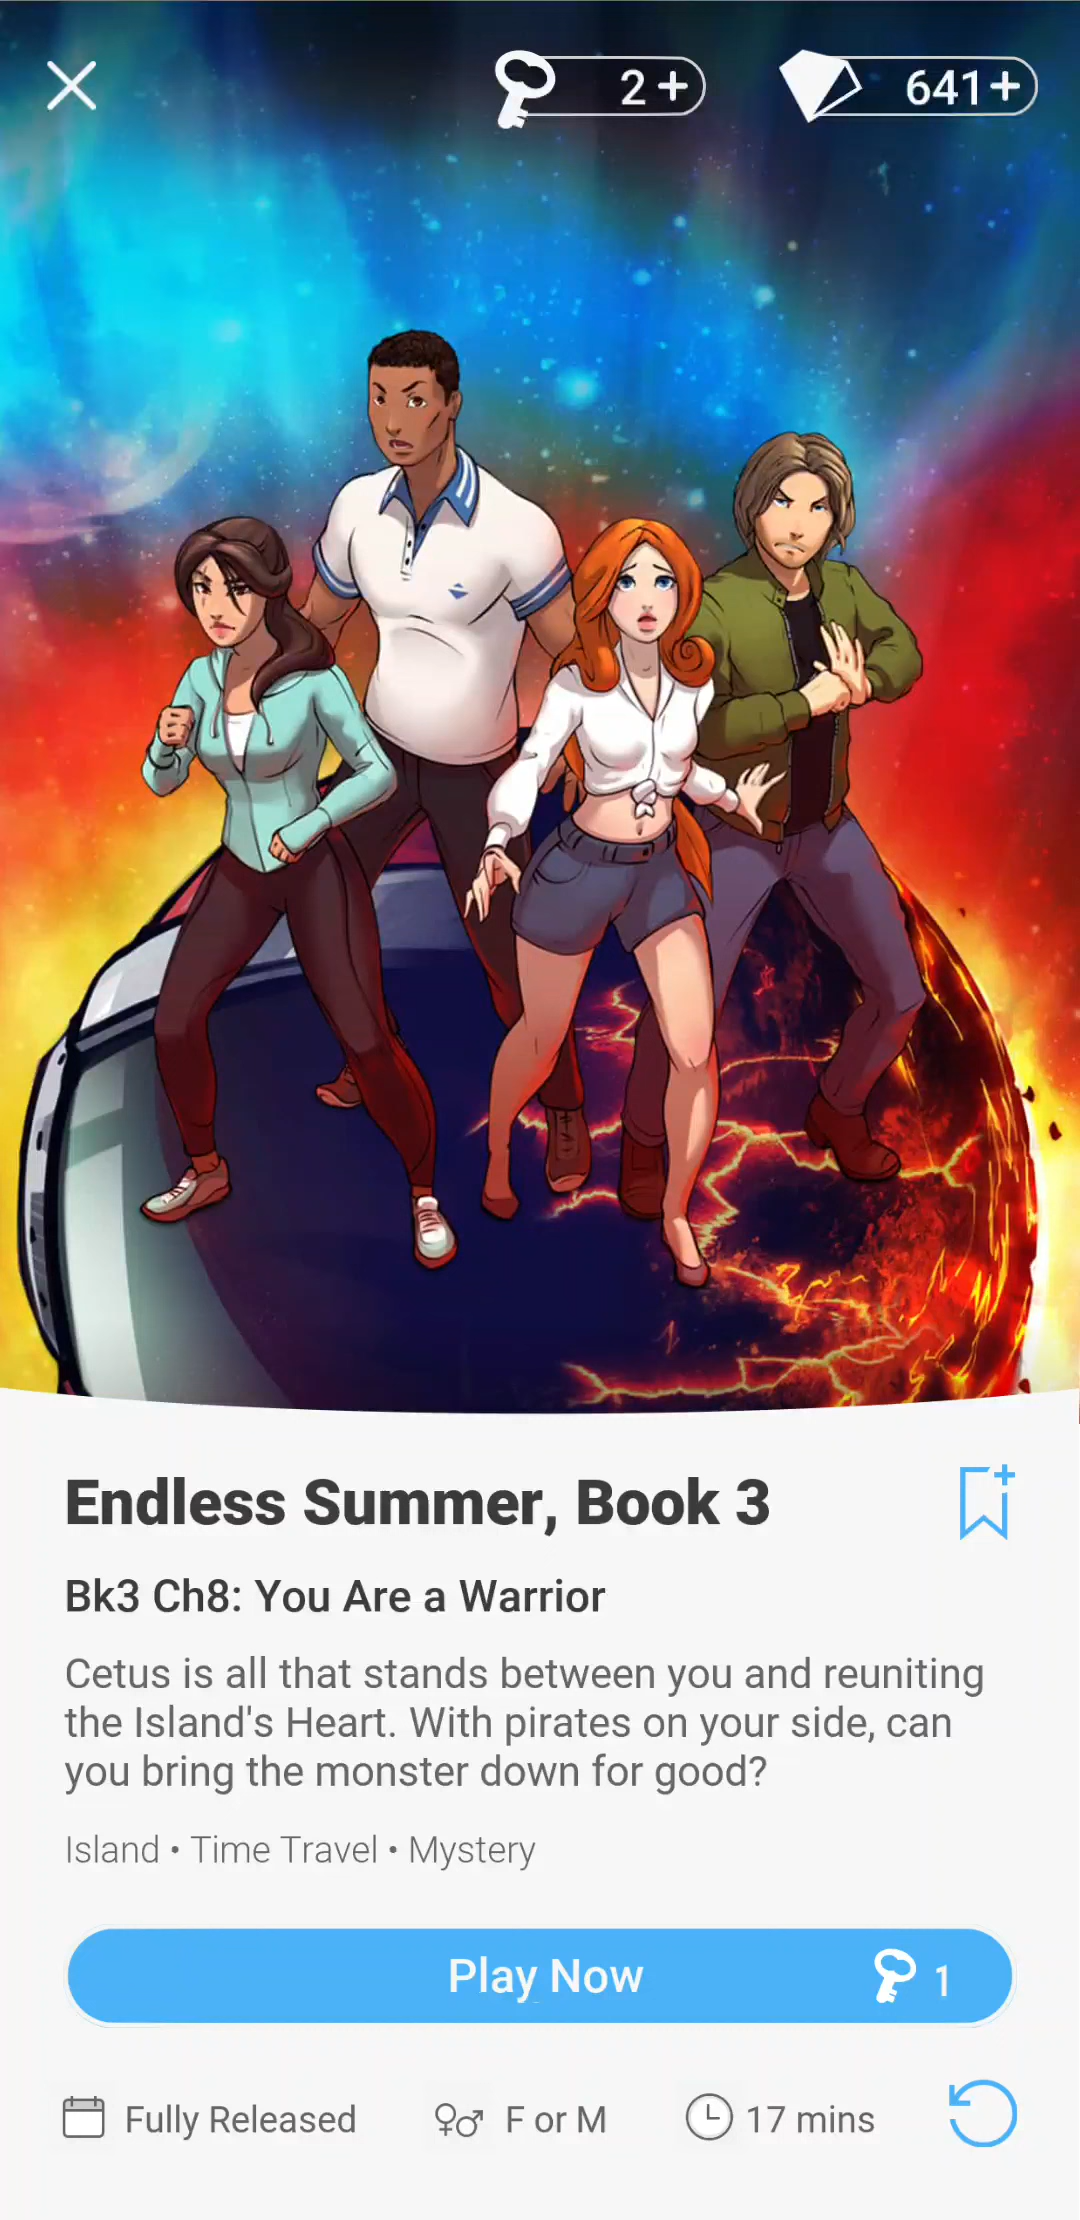 2 +
641+
Endless Summer, Book 3
Bk3 Ch8: You Are a Warrior
Cetus is all that stands between you and reuniting
the Island's Heart. With pirates on your side, can
you bring the monster down for good?
Island • Time Travel • Mystery
Play Now 1
Fully Released F or M 17 mins